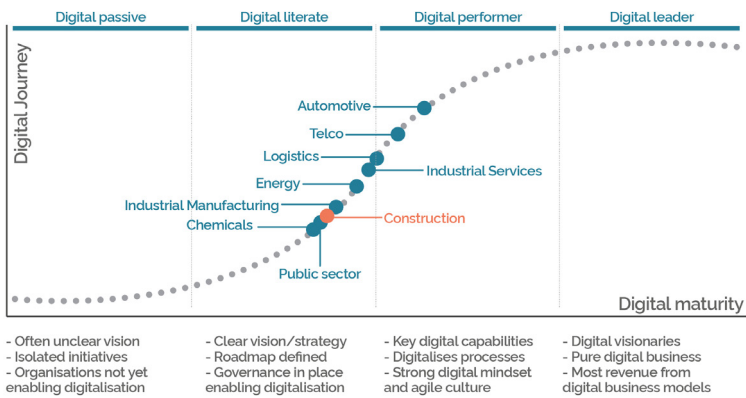 Digital passive
Digital literate
Digital performer
Digital leader
Digital Journey
Automotive
Telco
Logistics
Industrial Services
Energy
Industrial Manufacturing
Construction
Chemicals
Public sector
Digital maturity
- Often unclear vision
- Isolated initiatives
- Organisations not yet
enabling digitalisation
- Clear vision/strategy
- Roadmap defined
- Governance in place
enabling digitalisation
- Key digital capabilities
- Digitalises processes
- Strong digital mindset
and agile culture
- Digital visionaries
- Pure digital business
- Most revenue from
digital business models